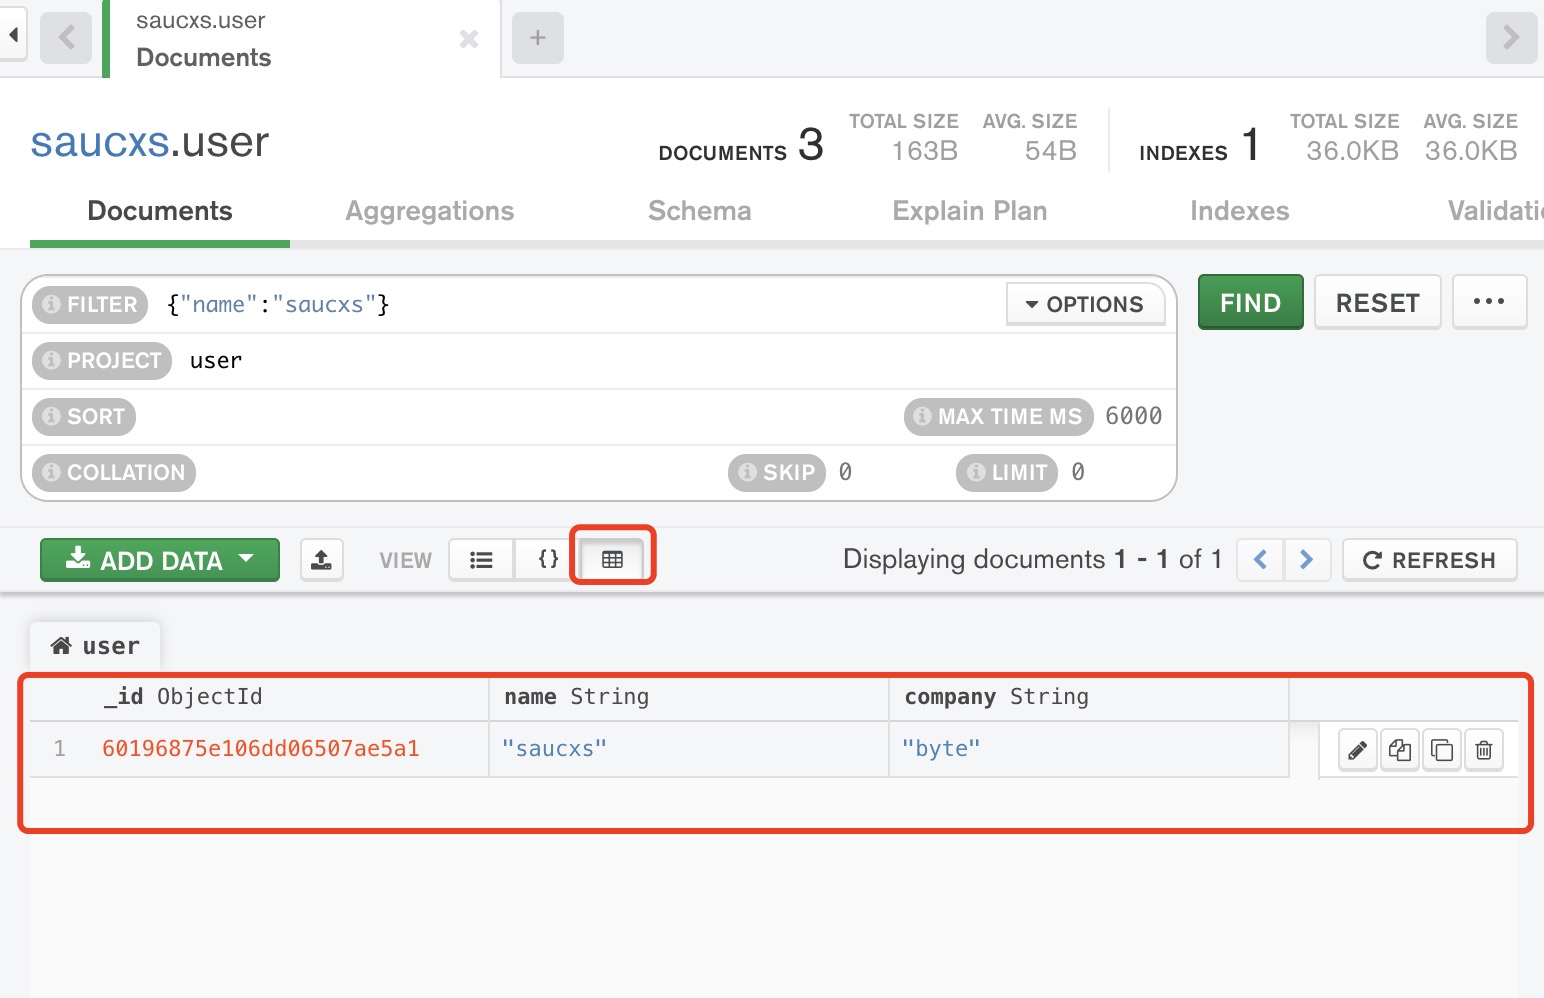 saucxs.user
Documents
saucxs.user
DOCUMENTS 3 TOTAL SIZE 163B AVG. SIZE 54B INDEXES 1 TOTAL SIZE 36.0KB AVG. SIZE 36.0KB
Documents Aggregations Schema Explain Plan Indexes Validati
FILTER {"name":"saucxs"} OPTIONS FIND RESET ...
PROJECT user
SORT MAX TIME MS 6000
COLLATION SKIP 0 LIMIT 0
ADD DATA VIEW {} Displaying documents 1 - 1 of 1 REFRESH
user
_id ObjectId name String company String
1 60196875e106dd06507ae5a1 "saucxs" "byte"